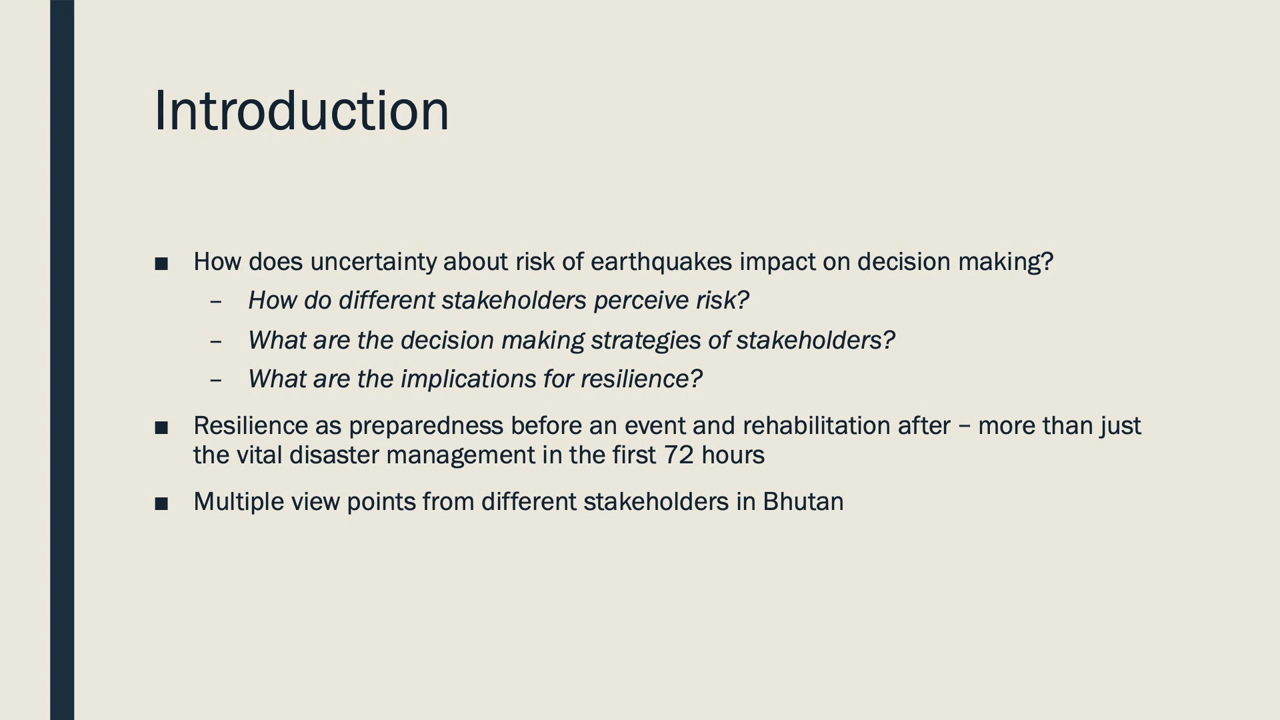 Introduction
■ How does uncertainty about risk of earthquakes impact on decision making?
– How do different stakeholders perceive risk?
– What are the decision making strategies of stakeholders?
– What are the implications for resilience?
■ Resilience as preparedness before an event and rehabilitation after – more than just
the vital disaster management in the first 72 hours
■ Multiple view points from different stakeholders in Bhutan